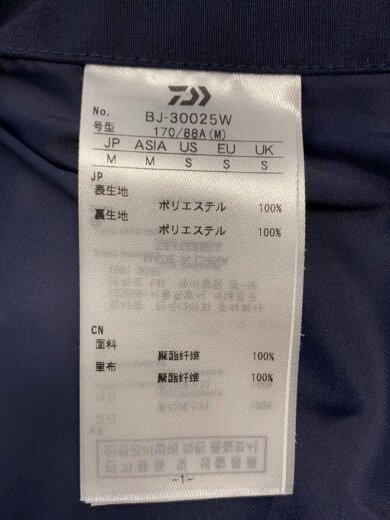 No. BJ-30025W
号型 170/88A(M)
JP ASIA US EU UK
M M S S S
JP
表生地
ポリエステル 100%
裏生地
ポリエステル 100%
CN
面料
聚酯纤维 100%
里布
聚酯纤维 100%
-1-